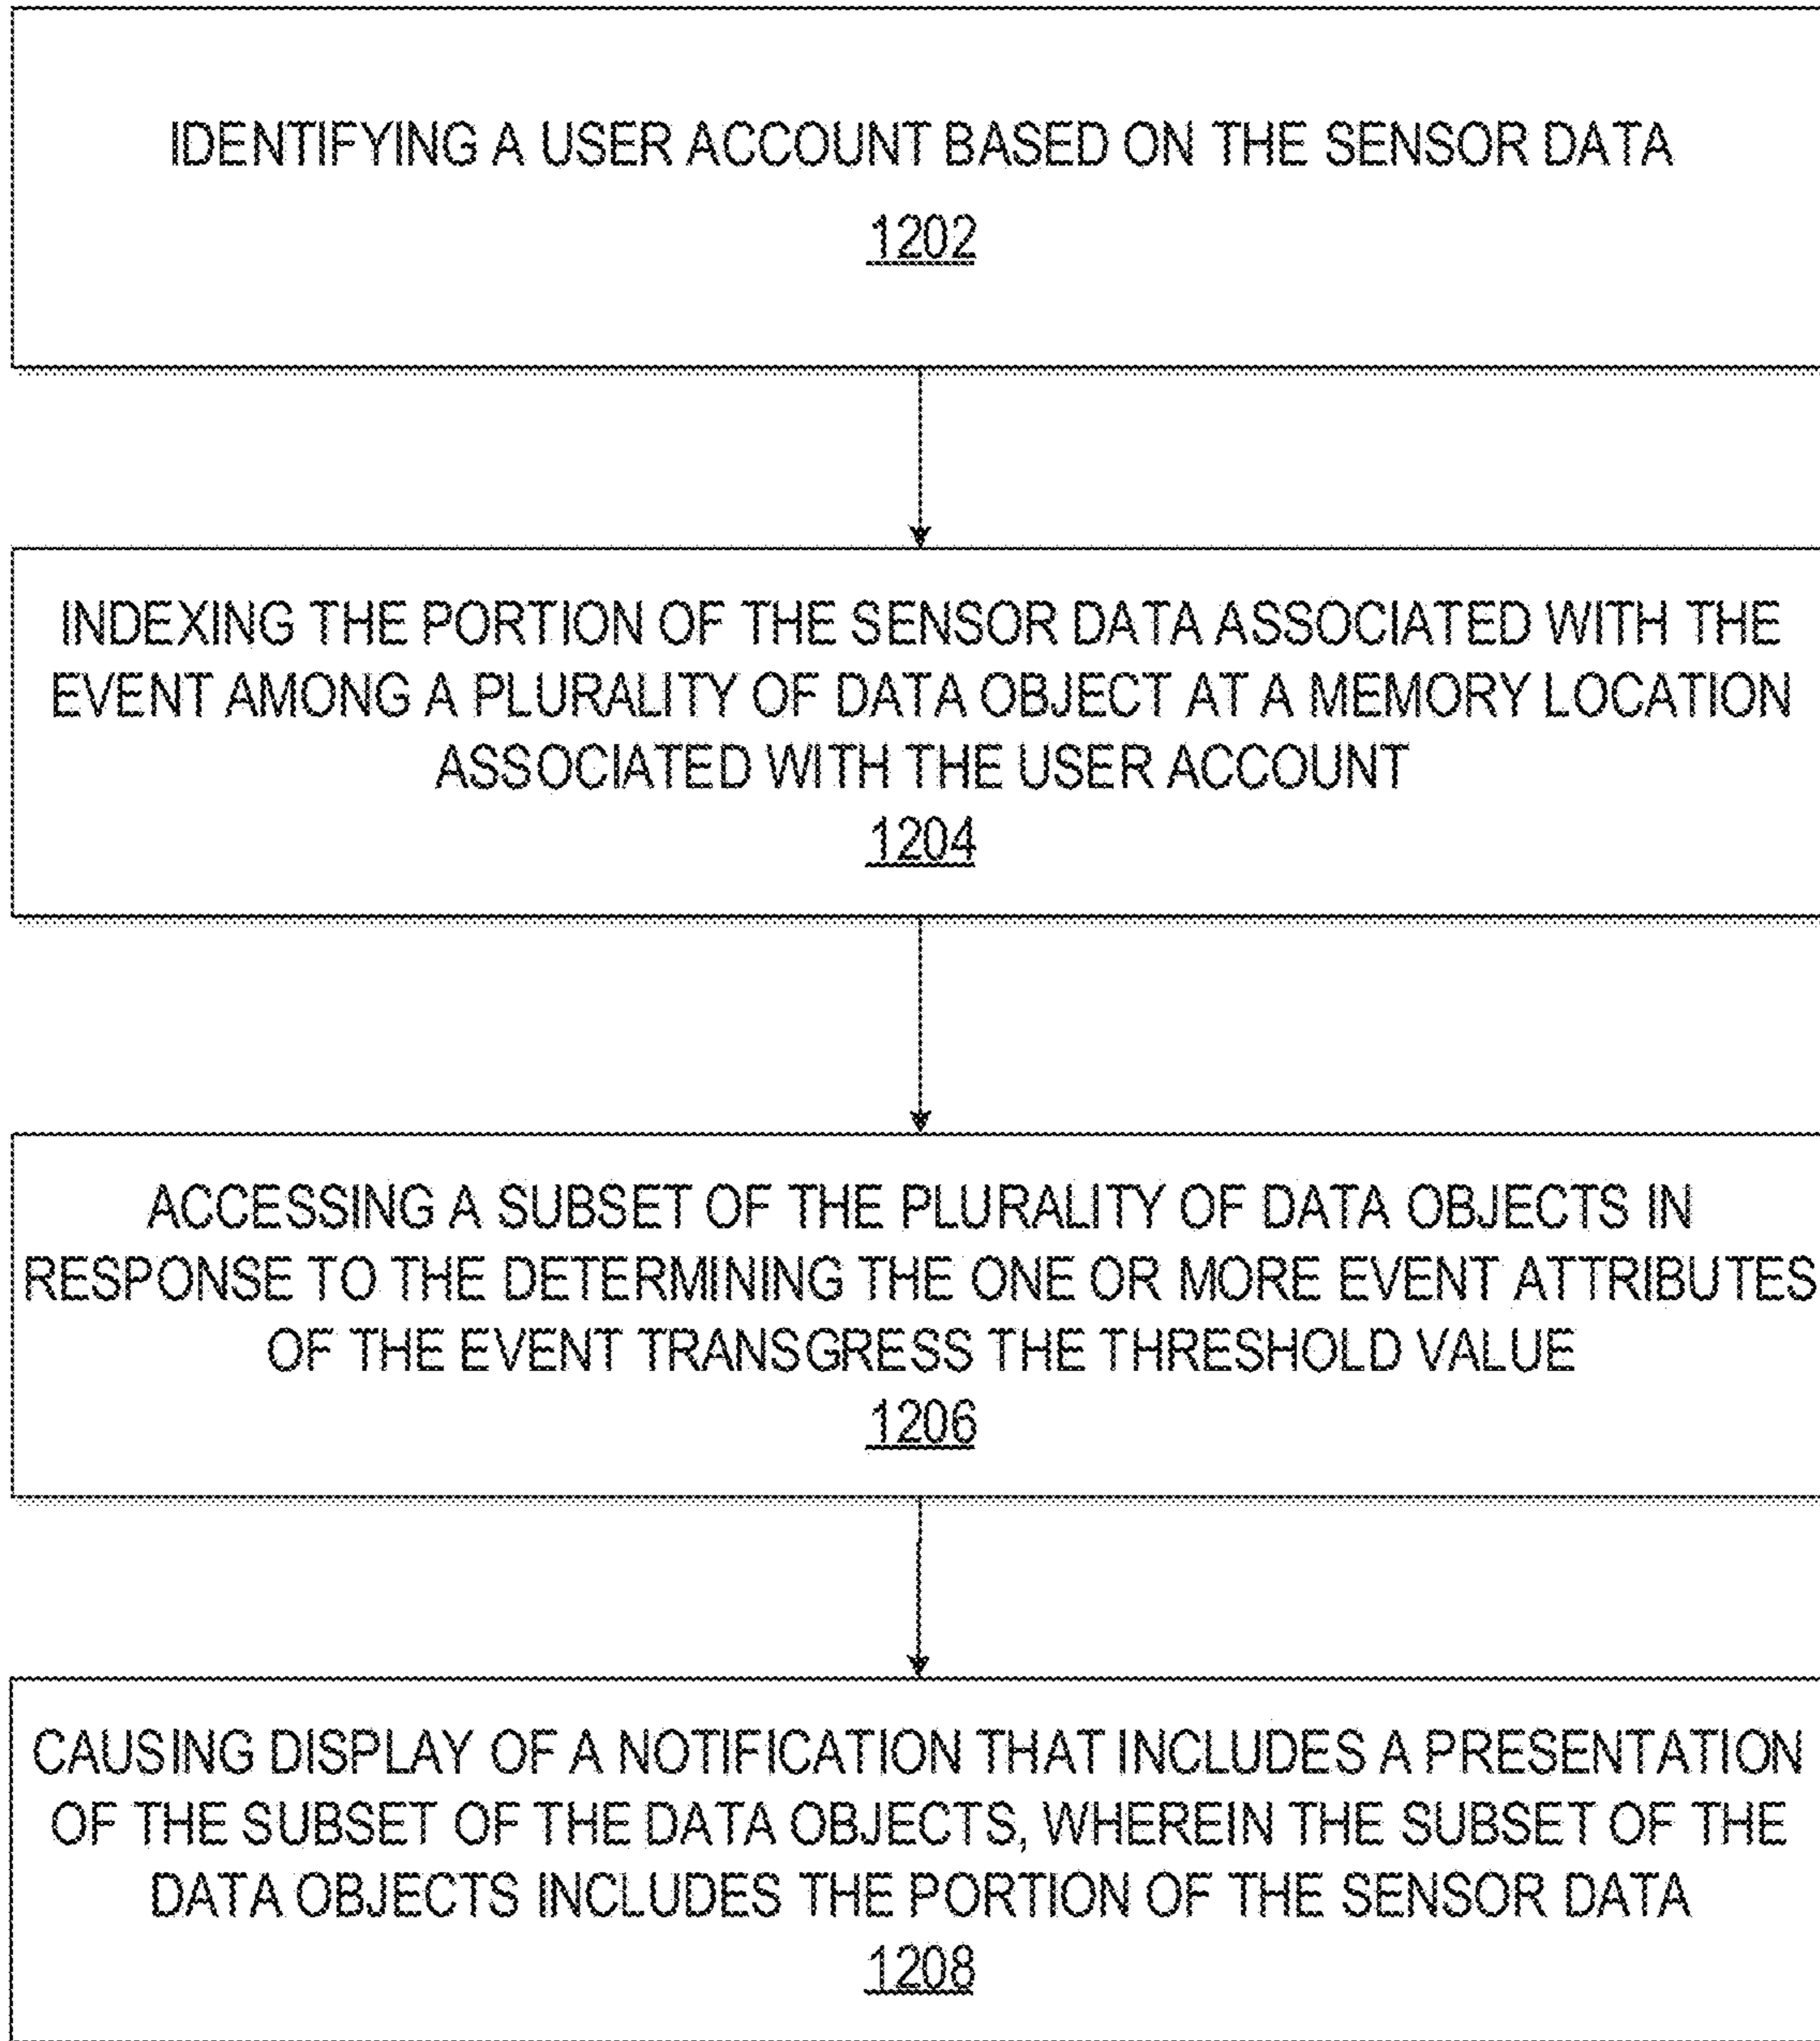 IDENTIFYING A USER ACCOUNT BASED ON THE SENSOR DATA
1202
INDEXING THE PORTION OF THE SENSOR DATA ASSOCIATED WITH THE
EVENT AMONG A PLURALITY OF DATA OBJECT AT A MEMORY LOCATION
ASSOCIATED WITH THE USER ACCOUNT
1204
ACCESSING A SUBSET OF THE PLURALITY OF DATA OBJECTS IN
RESPONSE TO THE DETERMINING THE ONE OR MORE EVENT ATTRIBUTES
OF THE EVENT TRANSGRESS THE THRESHOLD VALUE
1206
CAUSING DISPLAY OF A NOTIFICATION THAT INCLUDES A PRESENTATION
OF THE SUBSET OF THE DATA OBJECTS, WHEREIN THE SUBSET OF THE
DATA OBJECTS INCLUDES THE PORTION OF THE SENSOR DATA
1208